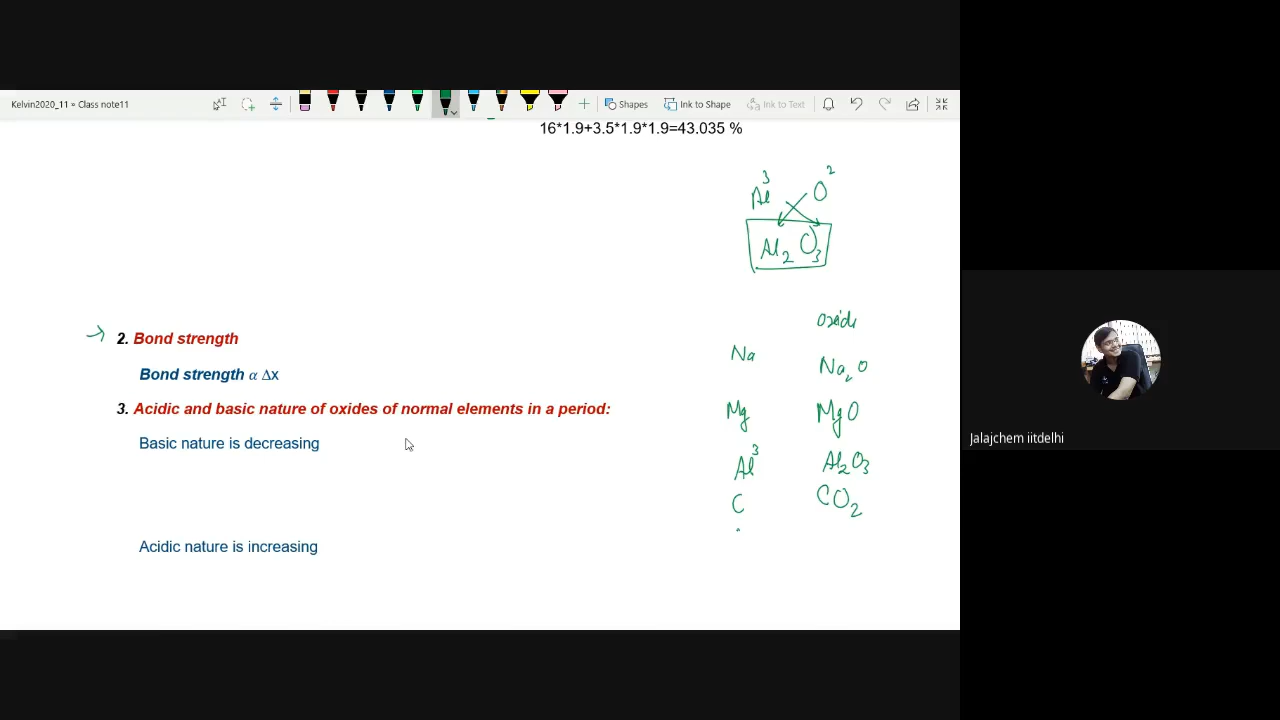 Kelvin2020_11 » Class note11
Shapes
Ink to Shape
Ink to Text
16*1.9+3.5*1.9*1.9=43.035 %
Al3 O2
Al2O3
2. Bond strength
Bond strength α Δx
3. Acidic and basic nature of oxides of normal elements in a period:
Basic nature is decreasing
Acidic nature is increasing
oxide
Na Na2O
Mg MgO
Al3 Al2O3
C CO2
Jalajchem iitdelhi